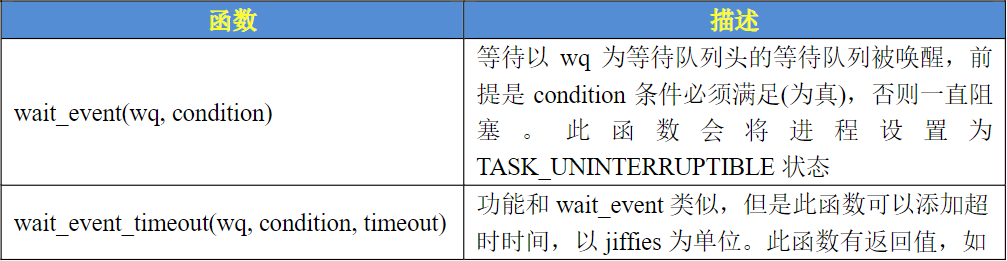 函数 描述
wait_event(wq, condition)
等待以 wq 为等待队列头的等待队列被唤醒，前
提是 condition 条件必须满足(为真)，否则一直阻
塞。此函数会将进程设置为
TASK_UNINTERRUPTIBLE 状态
wait_event_timeout(wq, condition, timeout)
功能和 wait_event 类似，但是此函数可以添加超
时时间，以 jiffies 为单位。此函数有返回值，如